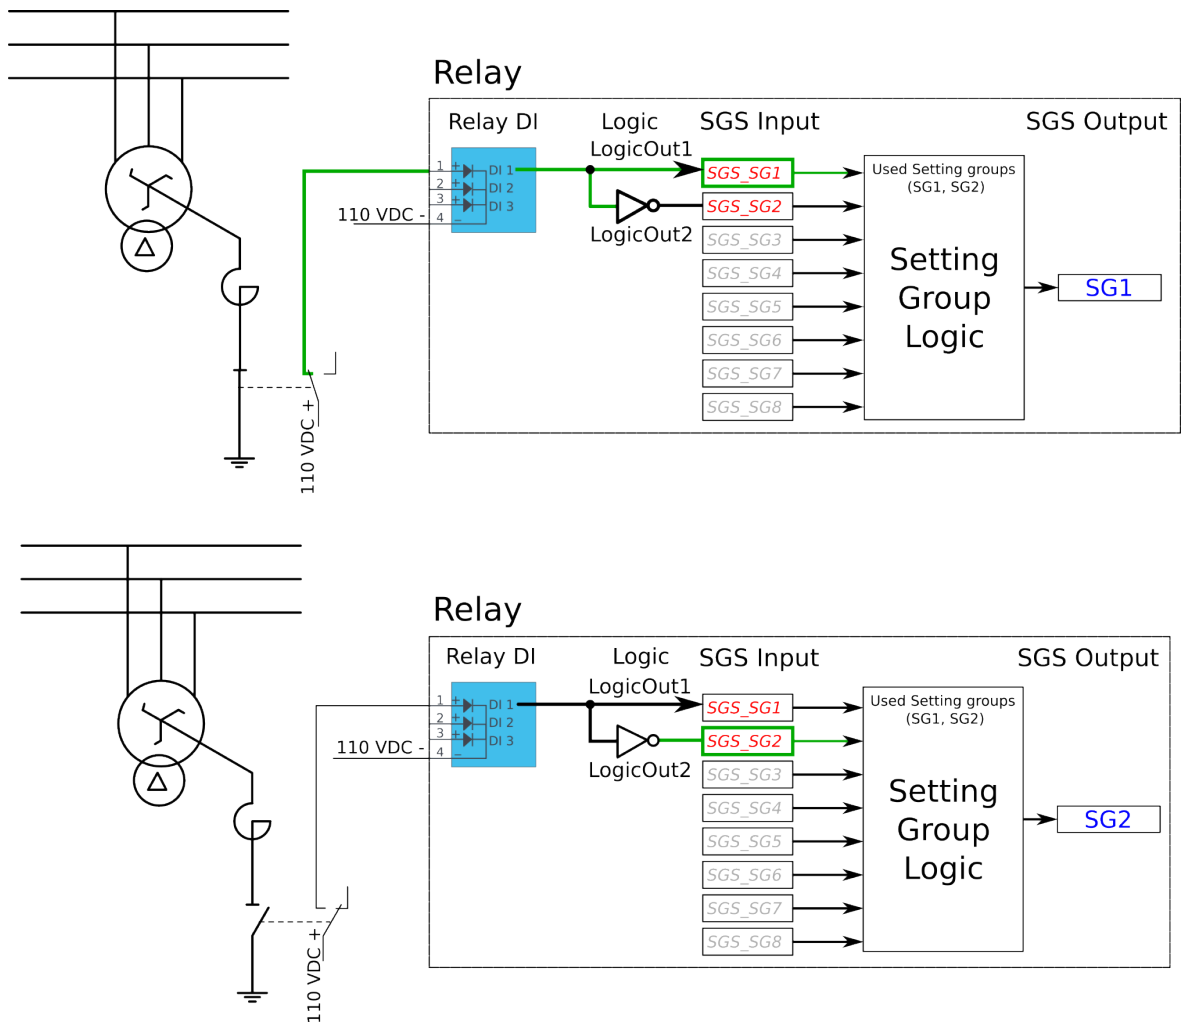 Relay
Relay DI
Logic
SGS Input
SGS Output
LogicOut1
1 + DI 1
2 + DI 2
3 + DI 3
110 VDC - 4 −
LogicOut2
SGS_SG1
SGS_SG2
SGS_SG3
SGS_SG4
SGS_SG5
SGS_SG6
SGS_SG7
SGS_SG8
Used Setting groups
(SG1, SG2)
Setting
Group
Logic
SG1
110 VDC +
Relay
Relay DI
Logic
SGS Input
SGS Output
LogicOut1
1 + DI 1
2 + DI 2
3 + DI 3
110 VDC - 4 −
LogicOut2
SGS_SG1
SGS_SG2
SGS_SG3
SGS_SG4
SGS_SG5
SGS_SG6
SGS_SG7
SGS_SG8
Used Setting groups
(SG1, SG2)
Setting
Group
Logic
SG2
110 VDC +